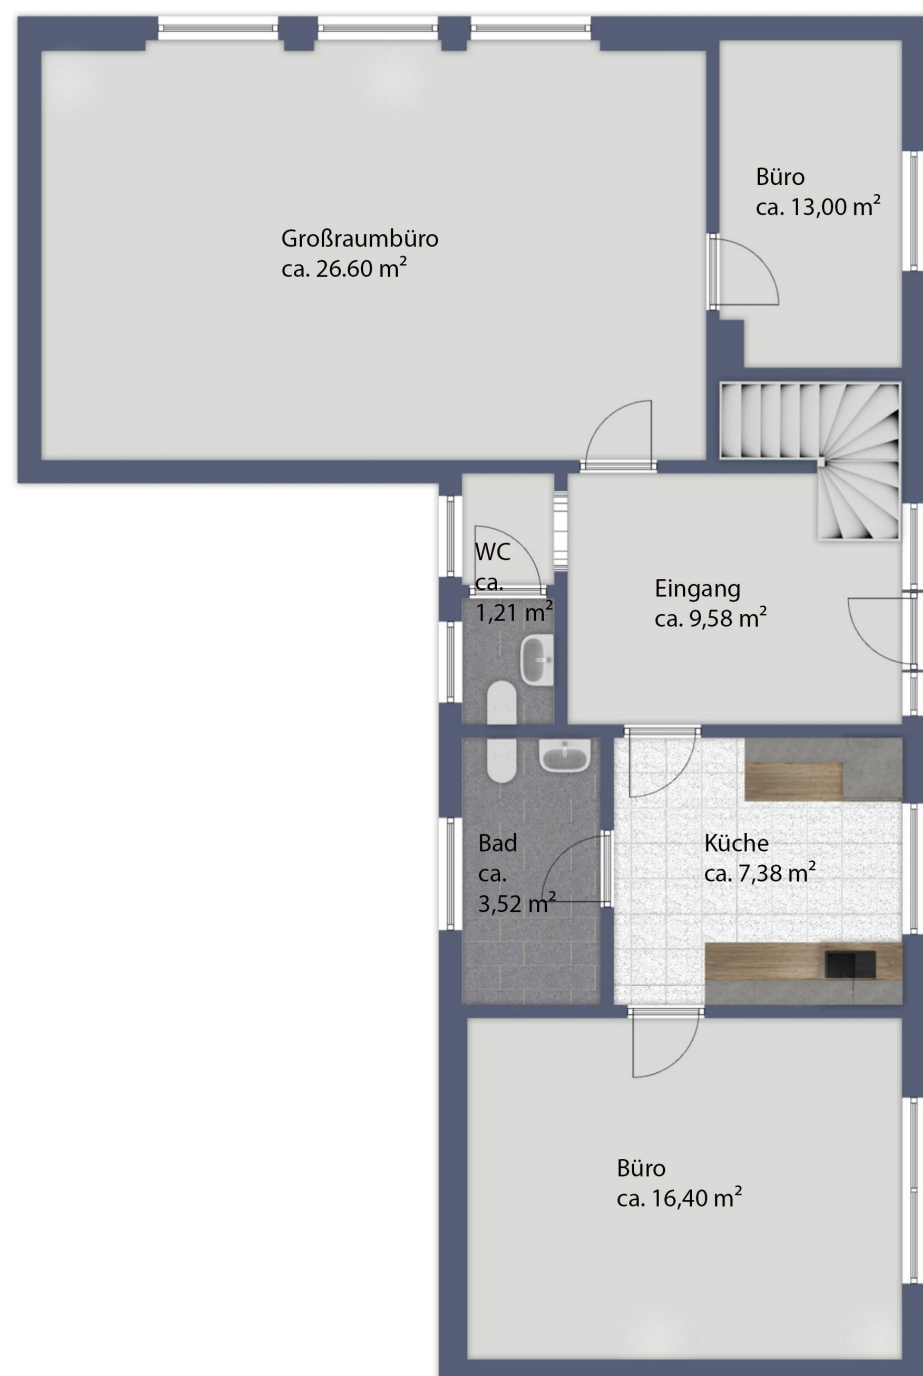 Büro
ca. 13,00 m²
Großraumbüro
ca. 26.60 m²
WC
ca.
1,21 m²
Eingang
ca. 9,58 m²
Bad
ca.
3,52 m²
Küche
ca. 7,38 m²
Büro
ca. 16,40 m²